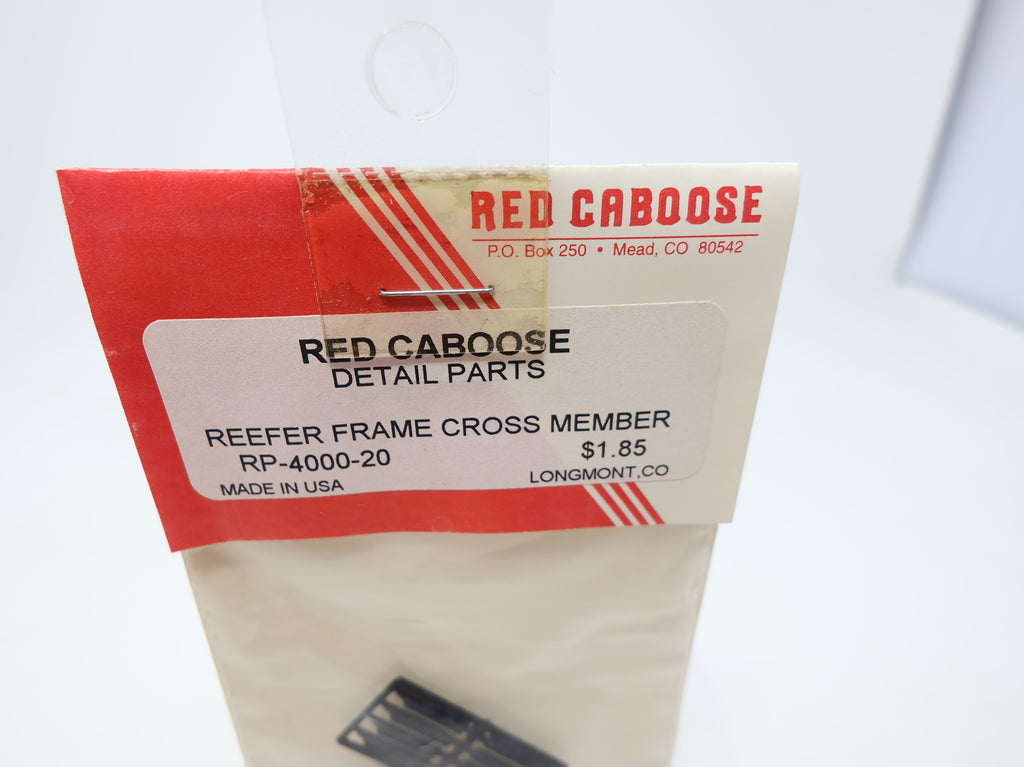 RED CABOOSE
P.O. Box 250 • Mead, CO 80542
RED CABOOSE
DETAIL PARTS
REEFER FRAME CROSS MEMBER
RP-4000-20 $1.85
MADE IN USA LONGMONT,CO